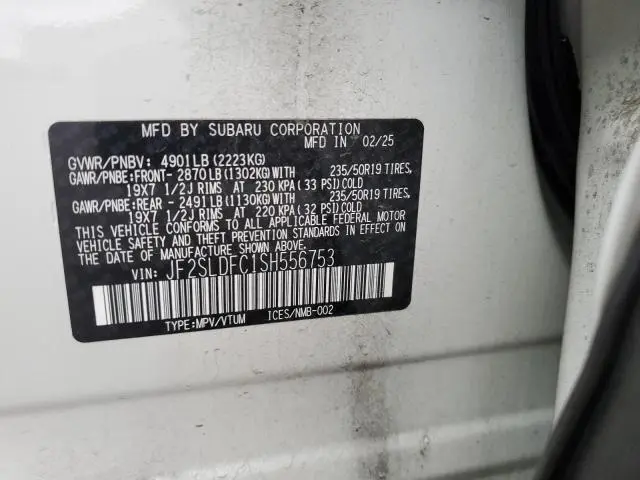 MFD BY SUBARU CORPORATION
MFD IN 02/25
GVWR/PNBV: 4901LB (2223KG)
GAWR/PNBE:FRONT- 2870LB (1302KG) WITH 235/50R19 TIRES,
19X7 1/2J RIMS AT 230 KPA (33 PSI) COLD
GAWR/PNBE:REAR - 2491LB (1130KG) WITH 235/50R19 TIRES,
19X7 1/2J RIMS AT 220 KPA (32 PSI) COLD
THIS VEHICLE CONFORMS TO ALL APPLICABLE FEDERAL MOTOR
VEHICLE SAFETY AND THEFT PREVENTION STANDARDS IN EFFECT ON
THE DATE OF MANUFACTURE SHOWN ABOVE.
VIN: JF2SLDFC1SH556753
TYPE:MPV/VTUM ICES/NMB-002